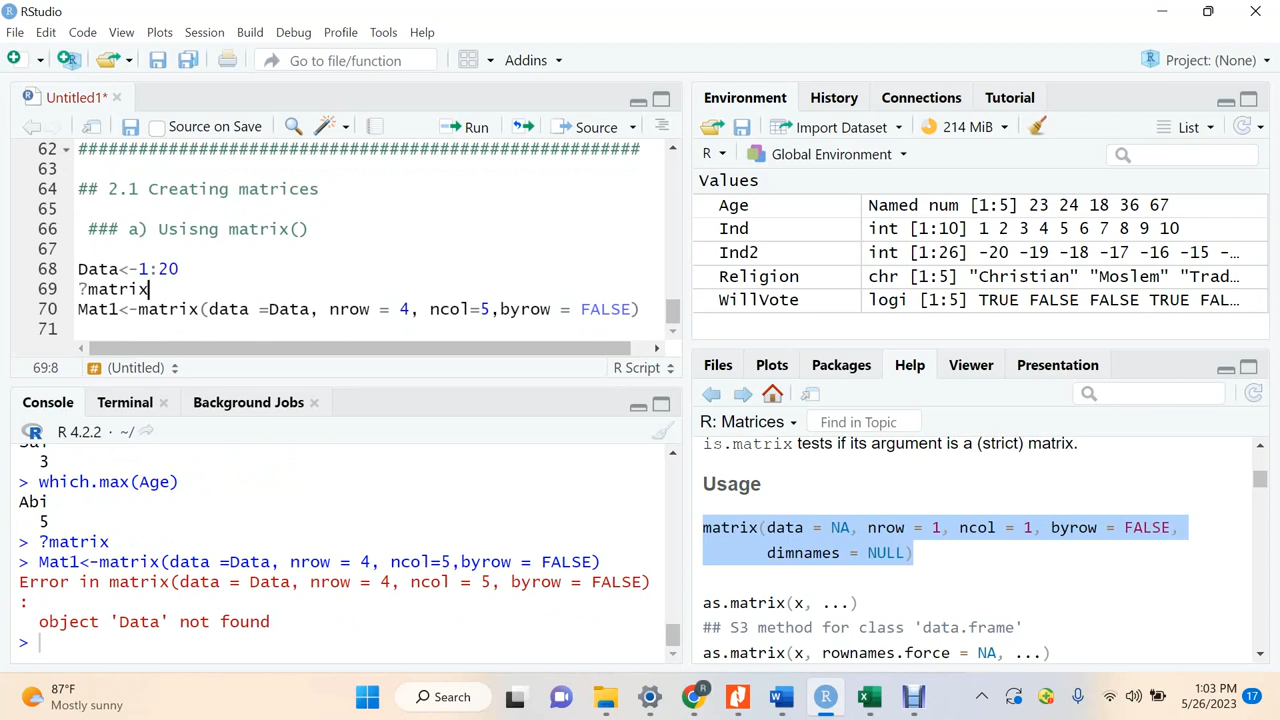 RStudio
File Edit Code View Plots Session Build Debug Profile Tools Help
Go to file/function Addins Project: (None)
Untitled1*
Source on Save Run Source
62 ########################################################
63
64 ## 2.1 Creating matrices
65
66 ### a) Usisng matrix()
67
68 Data<-1:20
69 ?matrix
70 Mat1<-matrix(data =Data, nrow = 4, ncol=5,byrow = FALSE)
71
69:8 # (Untitled) R Script
Console Terminal Background Jobs
R 4.2.2 · ~/
3
> which.max(Age)
Abi
5
> ?matrix
> Mat1<-matrix(data =Data, nrow = 4, ncol=5,byrow = FALSE)
Error in matrix(data = Data, nrow = 4, ncol = 5, byrow = FALSE)
:
object 'Data' not found
>
Environment History Connections Tutorial
Import Dataset 214 MiB List
R Global Environment
Values
Age Named num [1:5] 23 24 18 36 67
Ind int [1:10] 1 2 3 4 5 6 7 8 9 10
Ind2 int [1:26] -20 -19 -18 -17 -16 -15 -…
Religion chr [1:5] "Christian" "Moslem" "Trad…
WillVote logi [1:5] TRUE FALSE FALSE TRUE FAL…
Files Plots Packages Help Viewer Presentation
R: Matrices Find in Topic
is.matrix tests if its argument is a (strict) matrix.
Usage
matrix(data = NA, nrow = 1, ncol = 1, byrow = FALSE,
dimnames = NULL)
as.matrix(x, ...)
## S3 method for class 'data.frame'
as.matrix(x, rownames.force = NA, ...)
87°F
Mostly sunny
Search
1:03 PM
5/26/2023
17